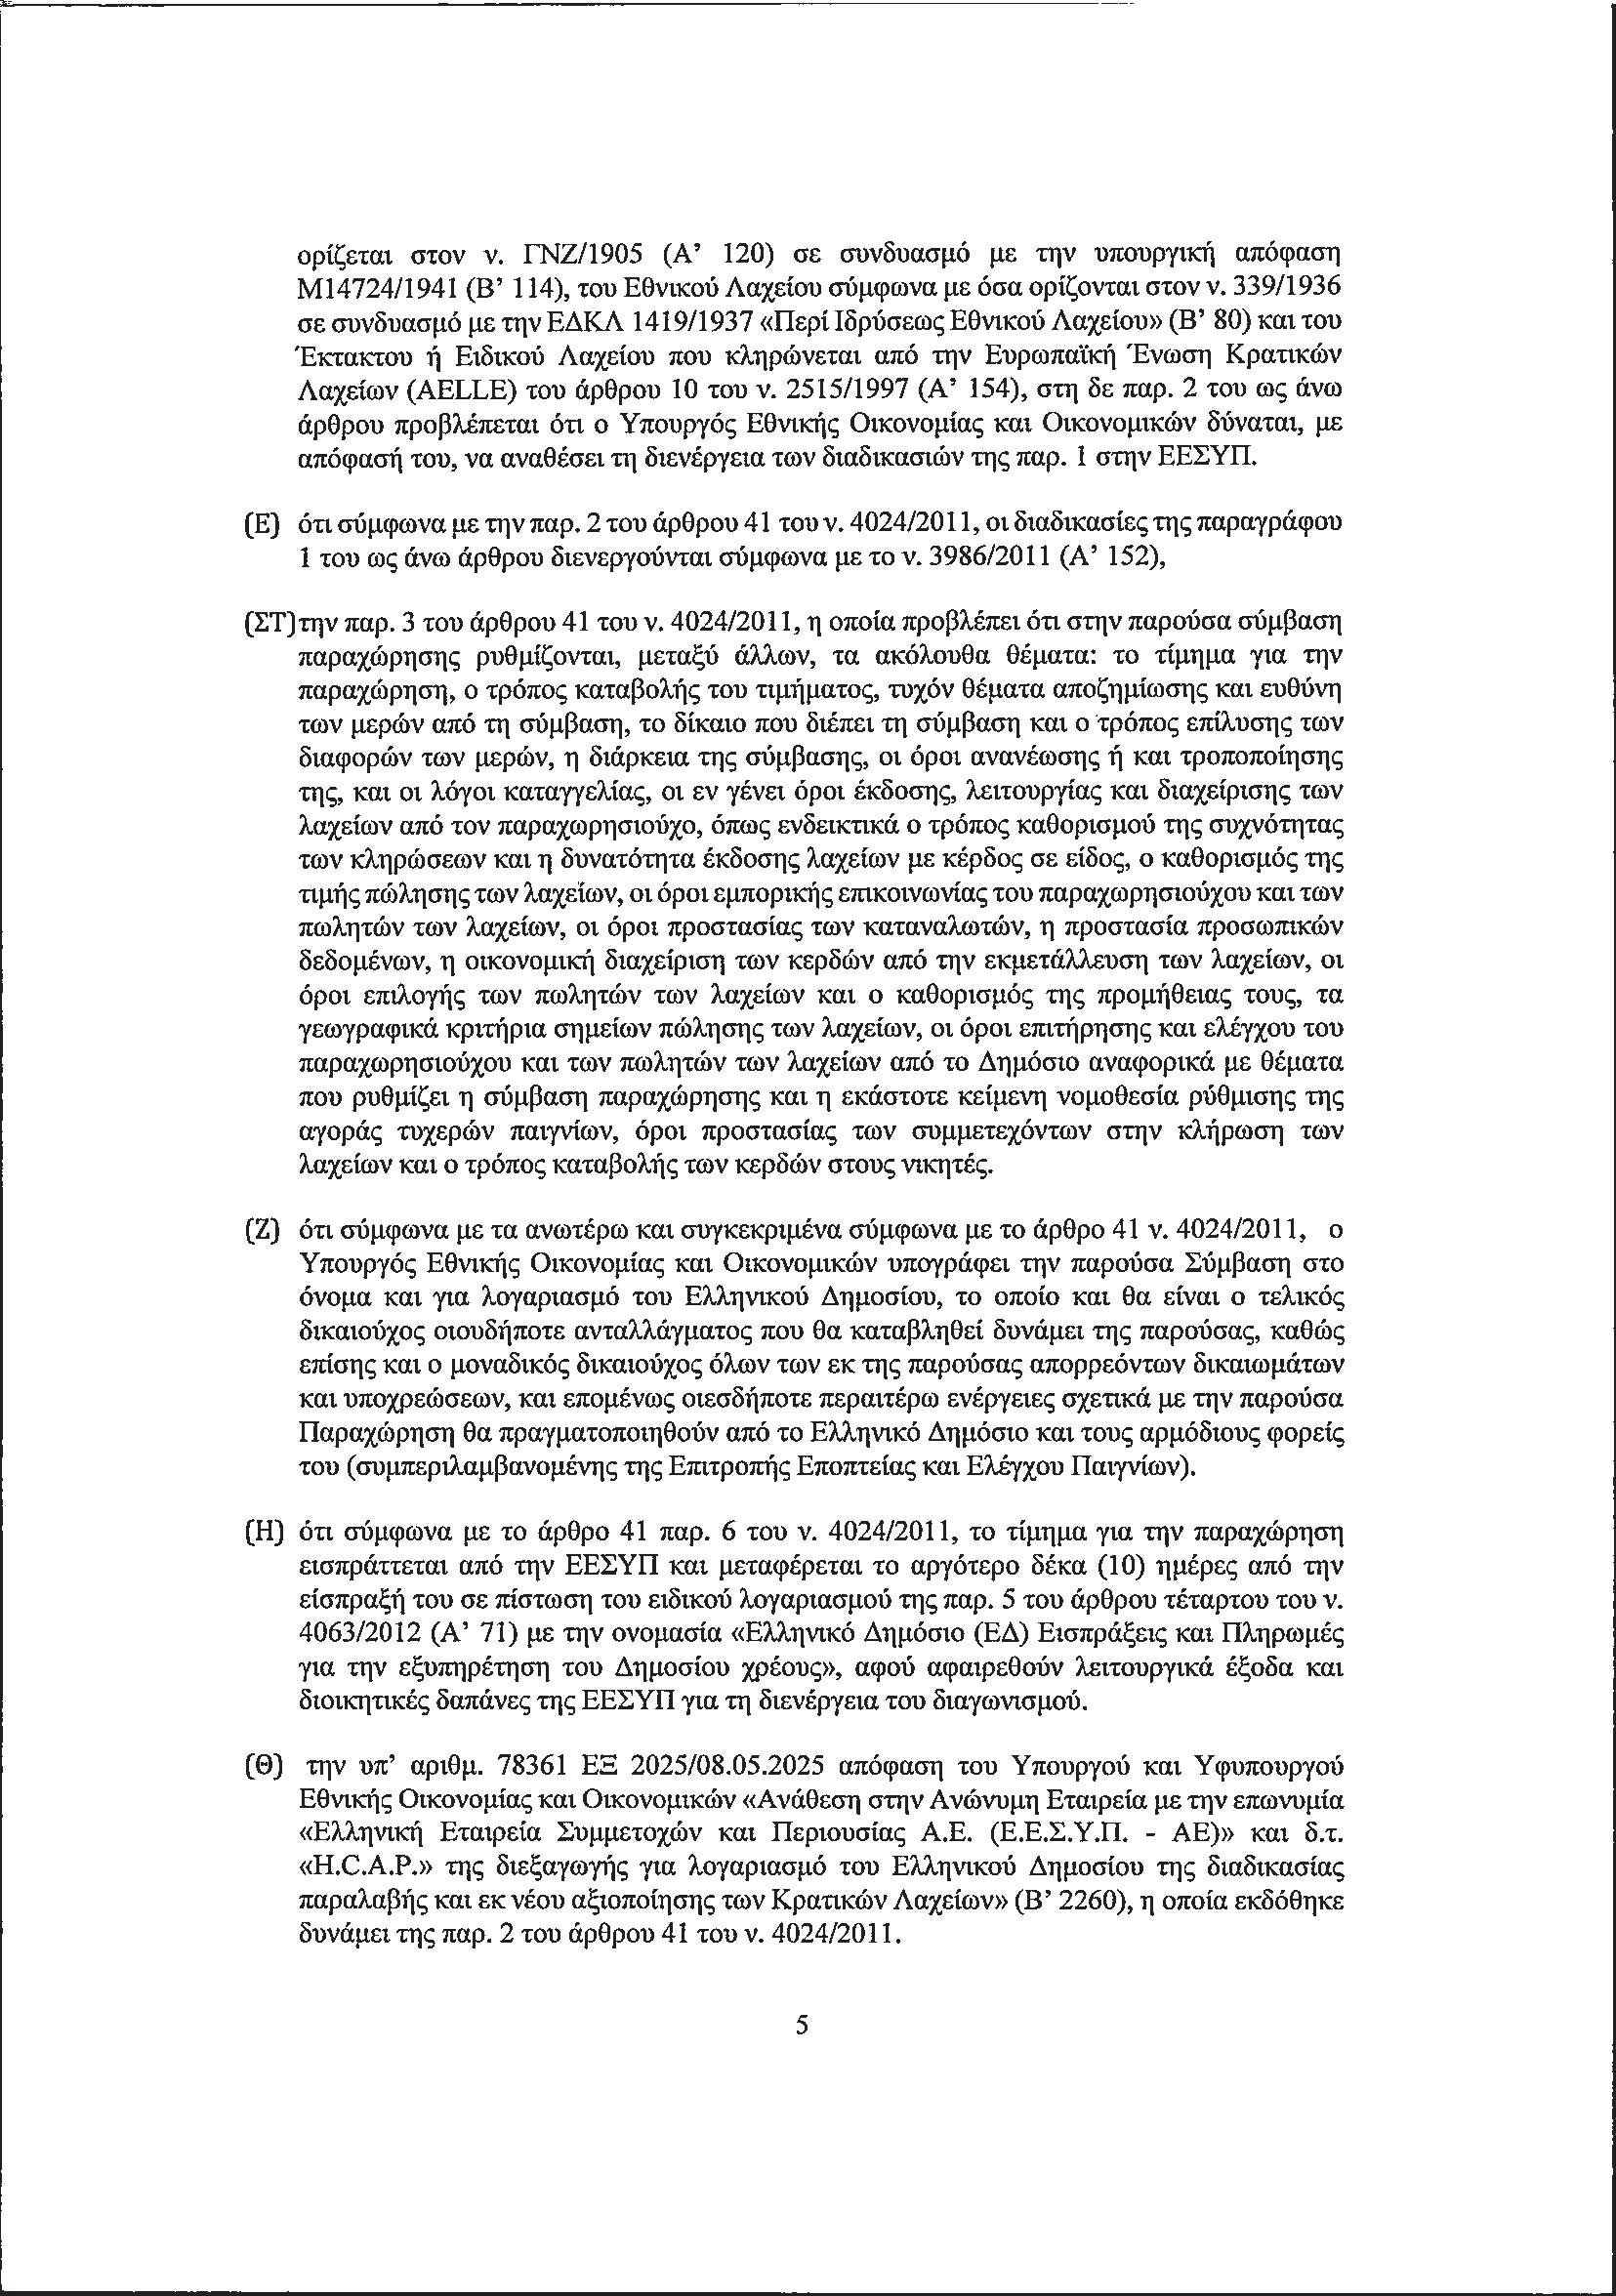 ορίζεται στον ν. ΓΝΖ/1905 (Α’ 120) σε συνδυασμό με την υπουργική απόφαση
Μ14724/1941 (Β’ 114), του Εθνικού Λαχείου σύμφωνα με όσα ορίζονται στον ν. 339/1936
σε συνδυασμό με την ΕΔΚΛ 1419/1937 «Περί Ιδρύσεως Εθνικού Λαχείου» (Β’ 80) και του
Έκτακτου ή Ειδικού Λαχείου που κληρώνεται από την Ευρωπαϊκή Ένωση Κρατικών
Λαχείων (AELLE) του άρθρου 10 του ν. 2515/1997 (Α’ 154), στη δε παρ. 2 του ως άνω
άρθρου προβλέπεται ότι ο Υπουργός Εθνικής Οικονομίας και Οικονομικών δύναται, με
απόφασή του, να αναθέσει τη διενέργεια των διαδικασιών της παρ. 1 στην ΕΕΣΥΠ.
(Ε) ότι σύμφωνα με την παρ. 2 του άρθρου 41 του ν. 4024/2011, οι διαδικασίες της παραγράφου
1 του ως άνω άρθρου διενεργούνται σύμφωνα με το ν. 3986/2011 (Α’ 152),
(ΣΤ) την παρ. 3 του άρθρου 41 του ν. 4024/2011, η οποία προβλέπει ότι στην παρούσα σύμβαση
παραχώρησης ρυθμίζονται, μεταξύ άλλων, τα ακόλουθα θέματα: το τίμημα για την
παραχώρηση, ο τρόπος καταβολής του τιμήματος, τυχόν θέματα αποζημίωσης και ευθύνη
των μερών από τη σύμβαση, το δίκαιο που διέπει τη σύμβαση και ο τρόπος επίλυσης των
διαφορών των μερών, η διάρκεια της σύμβασης, οι όροι ανανέωσης ή και τροποποίησης
της, και οι λόγοι καταγγελίας, οι εν γένει όροι έκδοσης, λειτουργίας και διαχείρισης των
λαχείων από τον παραχωρησιούχο, όπως ενδεικτικά ο τρόπος καθορισμού της συχνότητας
των κληρώσεων και η δυνατότητα έκδοσης λαχείων με κέρδος σε είδος, ο καθορισμός της
τιμής πώλησης των λαχείων, οι όροι εμπορικής επικοινωνίας του παραχωρησιούχου και των
πωλητών των λαχείων, οι όροι προστασίας των καταναλωτών, η προστασία προσωπικών
δεδομένων, η οικονομική διαχείριση των κερδών από την εκμετάλλευση των λαχείων, οι
όροι επιλογής των πωλητών των λαχείων και ο καθορισμός της προμήθειας τους, τα
γεωγραφικά κριτήρια σημείων πώλησης των λαχείων, οι όροι επιτήρησης και ελέγχου του
παραχωρησιούχου και των πωλητών των λαχείων από το Δημόσιο αναφορικά με θέματα
που ρυθμίζει η σύμβαση παραχώρησης και η εκάστοτε κείμενη νομοθεσία ρύθμισης της
αγοράς τυχερών παιγνίων, όροι προστασίας των συμμετεχόντων στην κλήρωση των
λαχείων και ο τρόπος καταβολής των κερδών στους νικητές.
(Ζ) ότι σύμφωνα με τα ανωτέρω και συγκεκριμένα σύμφωνα με το άρθρο 41 ν. 4024/2011, ο
Υπουργός Εθνικής Οικονομίας και Οικονομικών υπογράφει την παρούσα Σύμβαση στο
όνομα και για λογαριασμό του Ελληνικού Δημοσίου, το οποίο και θα είναι ο τελικός
δικαιούχος οιουδήποτε ανταλλάγματος που θα καταβληθεί δυνάμει της παρούσας, καθώς
επίσης και ο μοναδικός δικαιούχος όλων των εκ της παρούσας απορρεόντων δικαιωμάτων
και υποχρεώσεων, και επομένως οιεσδήποτε περαιτέρω ενέργειες σχετικά με την παρούσα
Παραχώρηση θα πραγματοποιηθούν από το Ελληνικό Δημόσιο και τους αρμόδιους φορείς
του (συμπεριλαμβανομένης της Επιτροπής Εποπτείας και Ελέγχου Παιγνίων).
(Η) ότι σύμφωνα με το άρθρο 41 παρ. 6 του ν. 4024/2011, το τίμημα για την παραχώρηση
εισπράττεται από την ΕΕΣΥΠ και μεταφέρεται το αργότερο δέκα (10) ημέρες από την
είσπραξή του σε πίστωση του ειδικού λογαριασμού της παρ. 5 του άρθρου τέταρτου του ν.
4063/2012 (Α’ 71) με την ονομασία «Ελληνικό Δημόσιο (ΕΔ) Εισπράξεις και Πληρωμές
για την εξυπηρέτηση του Δημοσίου χρέους», αφού αφαιρεθούν λειτουργικά έξοδα και
διοικητικές δαπάνες της ΕΕΣΥΠ για τη διενέργεια του διαγωνισμού.
(Θ) την υπ’ αριθμ. 78361 ΕΞ 2025/08.05.2025 απόφαση του Υπουργού και Υφυπουργού
Εθνικής Οικονομίας και Οικονομικών «Ανάθεση στην Ανώνυμη Εταιρεία με την επωνυμία
«Ελληνική Εταιρεία Συμμετοχών και Περιουσίας Α.Ε. (Ε.Ε.Σ.Υ.Π. - ΑΕ)» και δ.τ.
«H.C.A.P.» της διεξαγωγής για λογαριασμό του Ελληνικού Δημοσίου της διαδικασίας
παραλαβής και εκ νέου αξιοποίησης των Κρατικών Λαχείων» (Β’ 2260), η οποία εκδόθηκε
δυνάμει της παρ. 2 του άρθρου 41 του ν. 4024/2011.
5